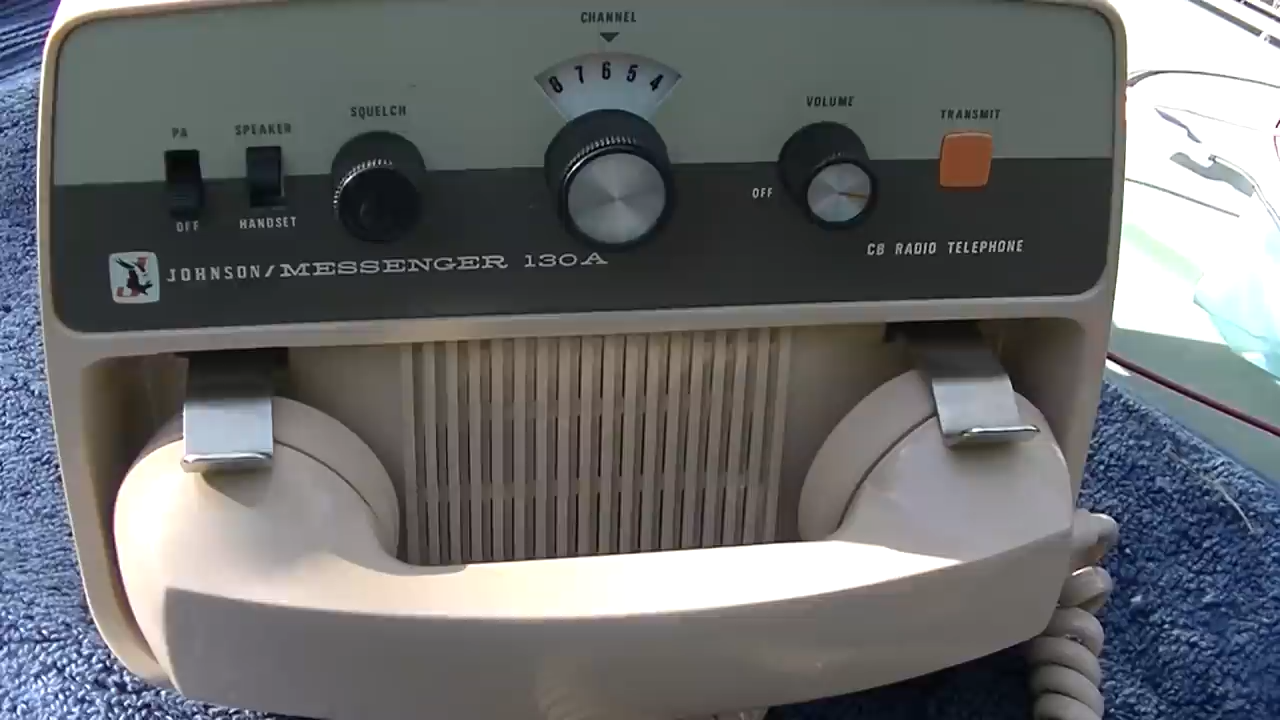 CHANNEL
8 7 6 5 4
PA
SPEAKER
SQUELCH
VOLUME
TRANSMIT
OFF
HANDSET
OFF
JOHNSON/MESSENGER 130A
CB RADIO TELEPHONE